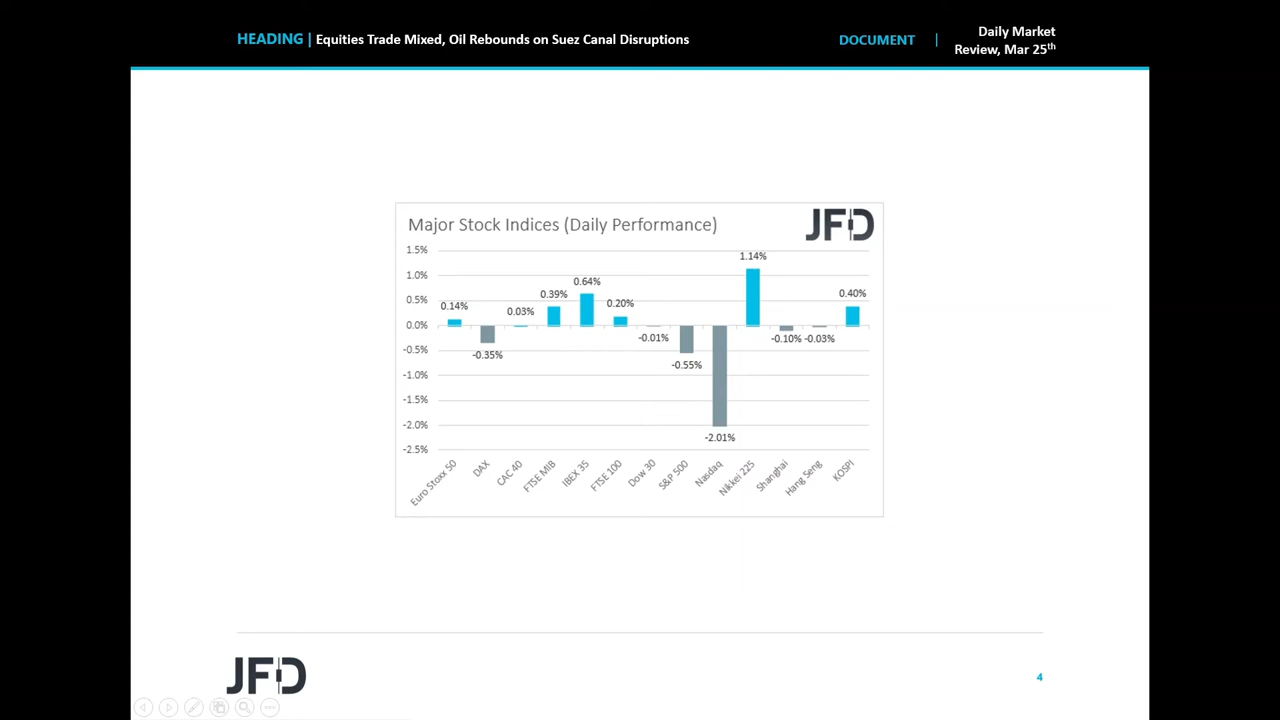 HEADING | Equities Trade Mixed, Oil Rebounds on Suez Canal Disruptions
DOCUMENT |
Daily Market
Review, Mar 25th
Major Stock Indices (Daily Performance)
JFD
1.5%
1.0%
0.5%
0.0%
-0.5%
-1.0%
-1.5%
-2.0%
-2.5%
0.14%
-0.35%
0.03%
0.39%
0.64%
0.20%
-0.01%
-0.55%
-2.01%
1.14%
-0.10%
-0.03%
0.40%
Euro Stoxx 50
DAX
CAC 40
FTSE MIB
IBEX 35
FTSE 100
Dow 30
S&P 500
Nasdaq
Nikkei 225
Shanghai
Hang Seng
KOSPI
JFD
4